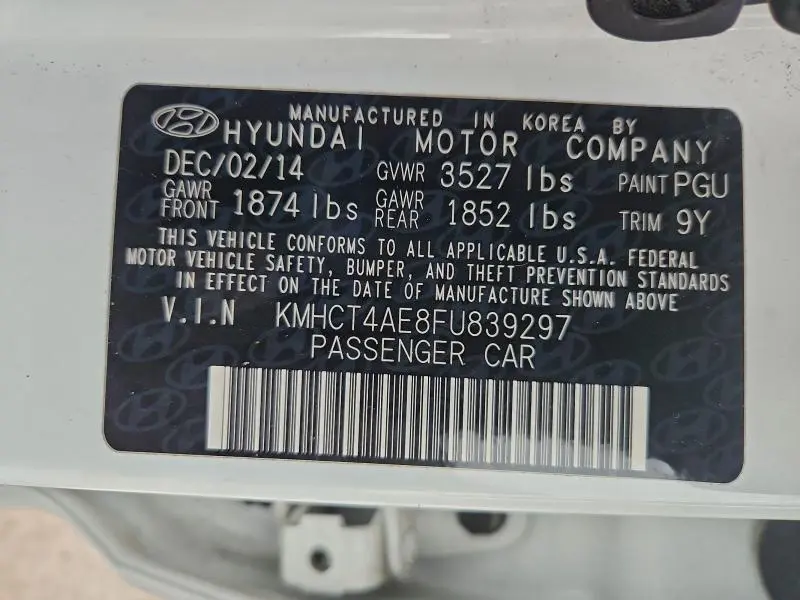 MANUFACTURED IN KOREA BY
HYUNDAI MOTOR COMPANY
DEC/02/14 GVWR 3527 lbs PAINT PGU
GAWR FRONT 1874 lbs GAWR REAR 1852 lbs TRIM 9Y
THIS VEHICLE CONFORMS TO ALL APPLICABLE U.S.A. FEDERAL
MOTOR VEHICLE SAFETY, BUMPER, AND THEFT PREVENTION STANDARDS
IN EFFECT ON THE DATE OF MANUFACTURE SHOWN ABOVE
V.I.N KMHCT4AE8FU839297
PASSENGER CAR